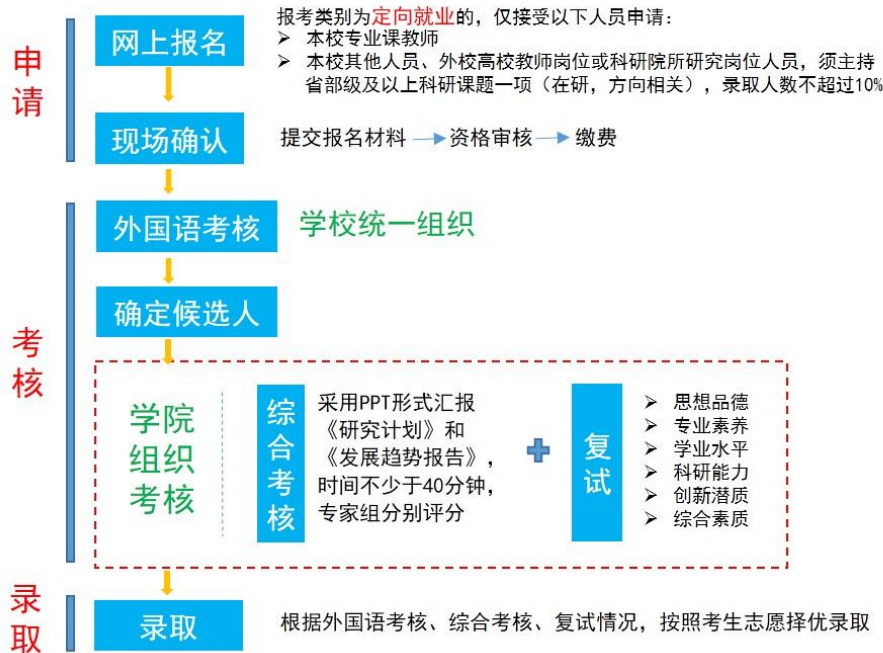 申请
网上报名
报考类别为定向就业的，仅接受以下人员申请：
➢ 本校专业课教师
➢ 本校其他人员、外校高校教师岗位或科研院所研究岗位人员，须主持
省部级及以上科研课题一项（在研，方向相关），录取人数不超过10%
现场确认
提交报名材料 → 资格审核 → 缴费
考核
外国语考核
学校统一组织
确定候选人
学院
组织
考核
综合考核
采用PPT形式汇报
《研究计划》和
《发展趋势报告》，
时间不少于40分钟，
专家组分别评分
+
复试
➢ 思想品德
➢ 专业素养
➢ 学业水平
➢ 科研能力
➢ 创新潜质
➢ 综合素质
录取
录取
根据外国语考核、综合考核、复试情况，按照考生志愿择优录取